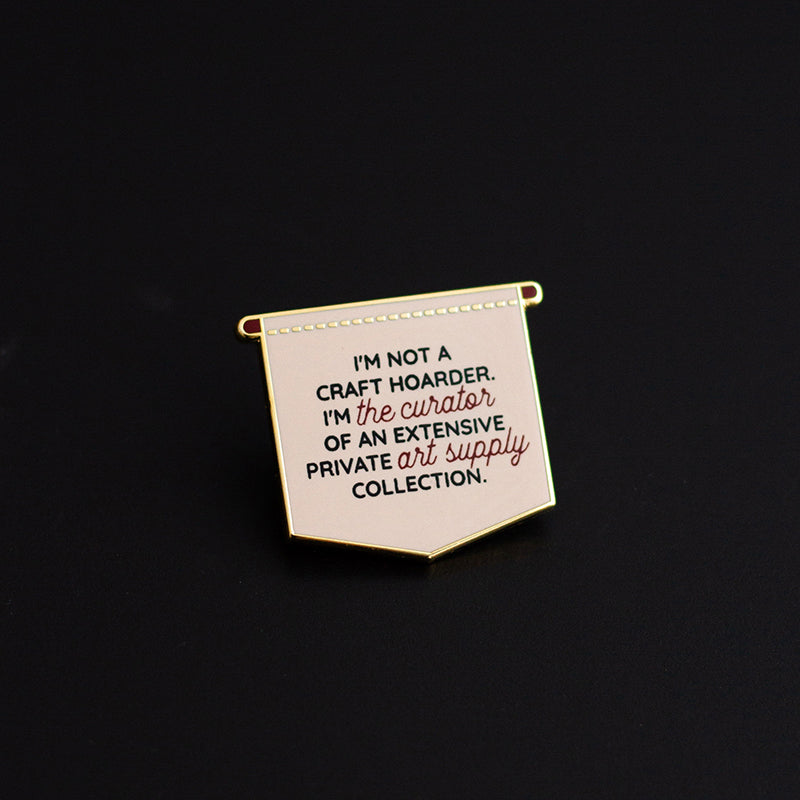 I'M NOT A
CRAFT HOARDER.
I'M the curator
OF AN EXTENSIVE
PRIVATE art supply
COLLECTION.